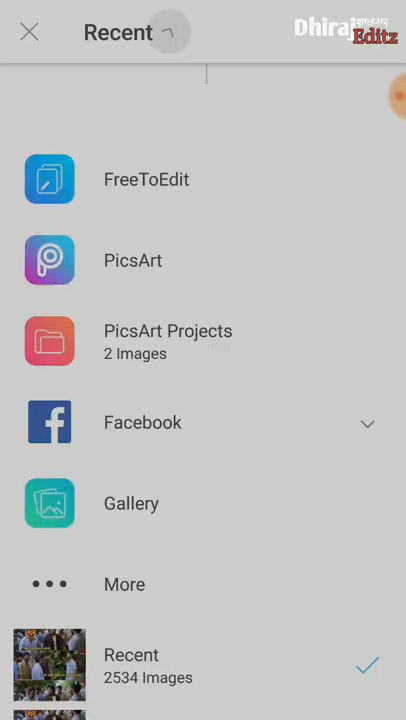 Recent
Dhiraj
Editz
FreeToEdit
PicsArt
PicsArt Projects
2 Images
Facebook
Gallery
More
Recent
2534 Images